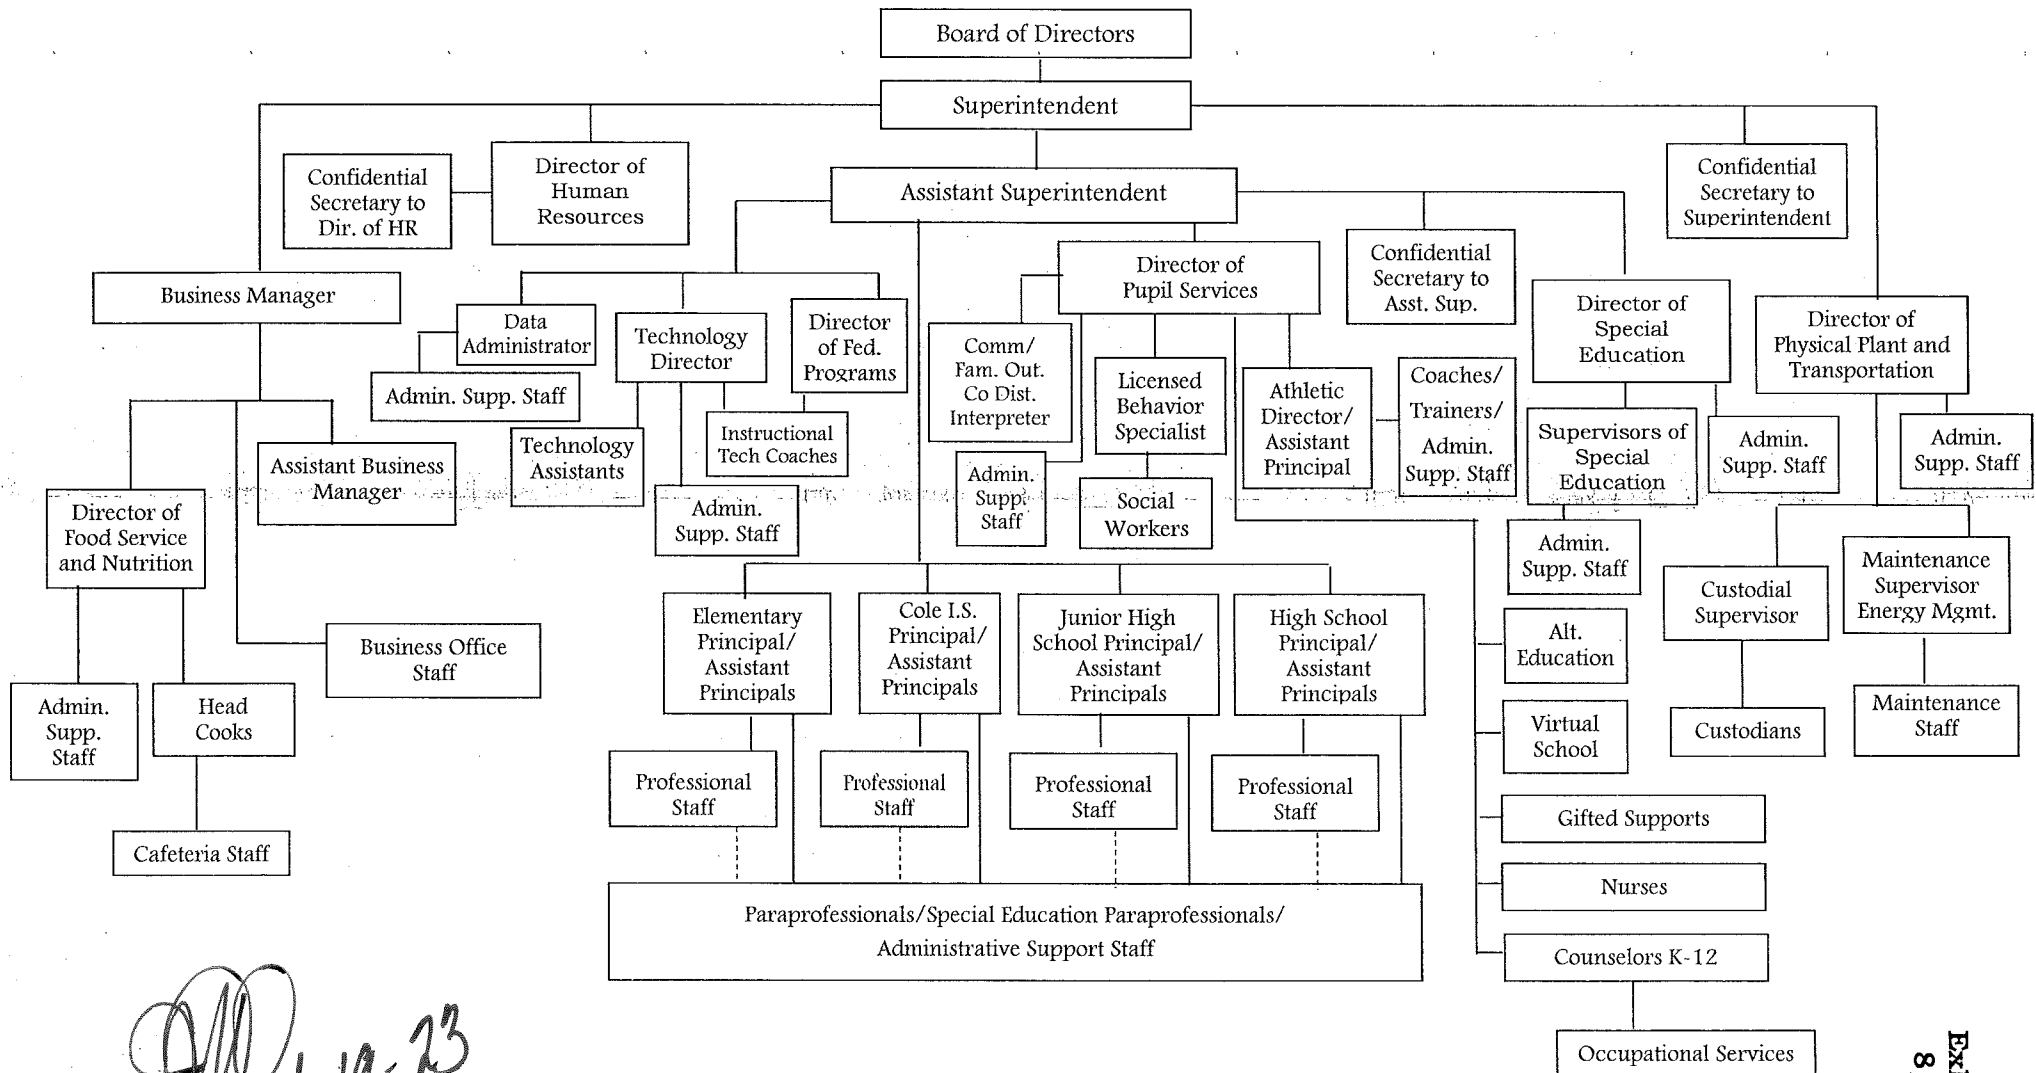 Board of Directors
Superintendent
Confidential
Secretary to
Dir. of HR
Director of
Human
Resources
Assistant Superintendent
Confidential
Secretary to
Superintendent
Business Manager
Data
Administrator
Admin. Supp. Staff
Technology
Director
Director
of Fed.
Programs
Technology
Assistants
Instructional
Tech Coaches
Admin.
Supp. Staff
Director of
Pupil Services
Confidential
Secretary to
Asst. Sup.
Director of
Special
Education
Director of
Physical Plant and
Transportation
Comm/
Fam. Out.
Co Dist.
Interpreter
Licensed
Behavior
Specialist
Athletic
Director/
Assistant
Principal
Coaches/
Trainers/
Admin.
Supp. Staff
Supervisors of
Special
Education
Admin.
Supp. Staff
Admin.
Supp. Staff
Admin.
Supp.
Staff
Social
Workers
Admin.
Supp. Staff
Assistant Business
Manager
Director of
Food Service
and Nutrition
Business Office
Staff
Admin.
Supp.
Staff
Head
Cooks
Cafeteria Staff
Elementary
Principal/
Assistant
Principals
Cole I.S.
Principal/
Assistant
Principals
Junior High
School Principal/
Assistant
Principals
High School
Principal/
Assistant
Principals
Professional
Staff
Professional
Staff
Professional
Staff
Professional
Staff
Paraprofessionals/Special Education Paraprofessionals/
Administrative Support Staff
Alt.
Education
Virtual
School
Gifted Supports
Nurses
Counselors K-12
Occupational Services
Custodial
Supervisor
Custodians
Maintenance
Supervisor
Energy Mgmt.
Maintenance
Staff
23
8